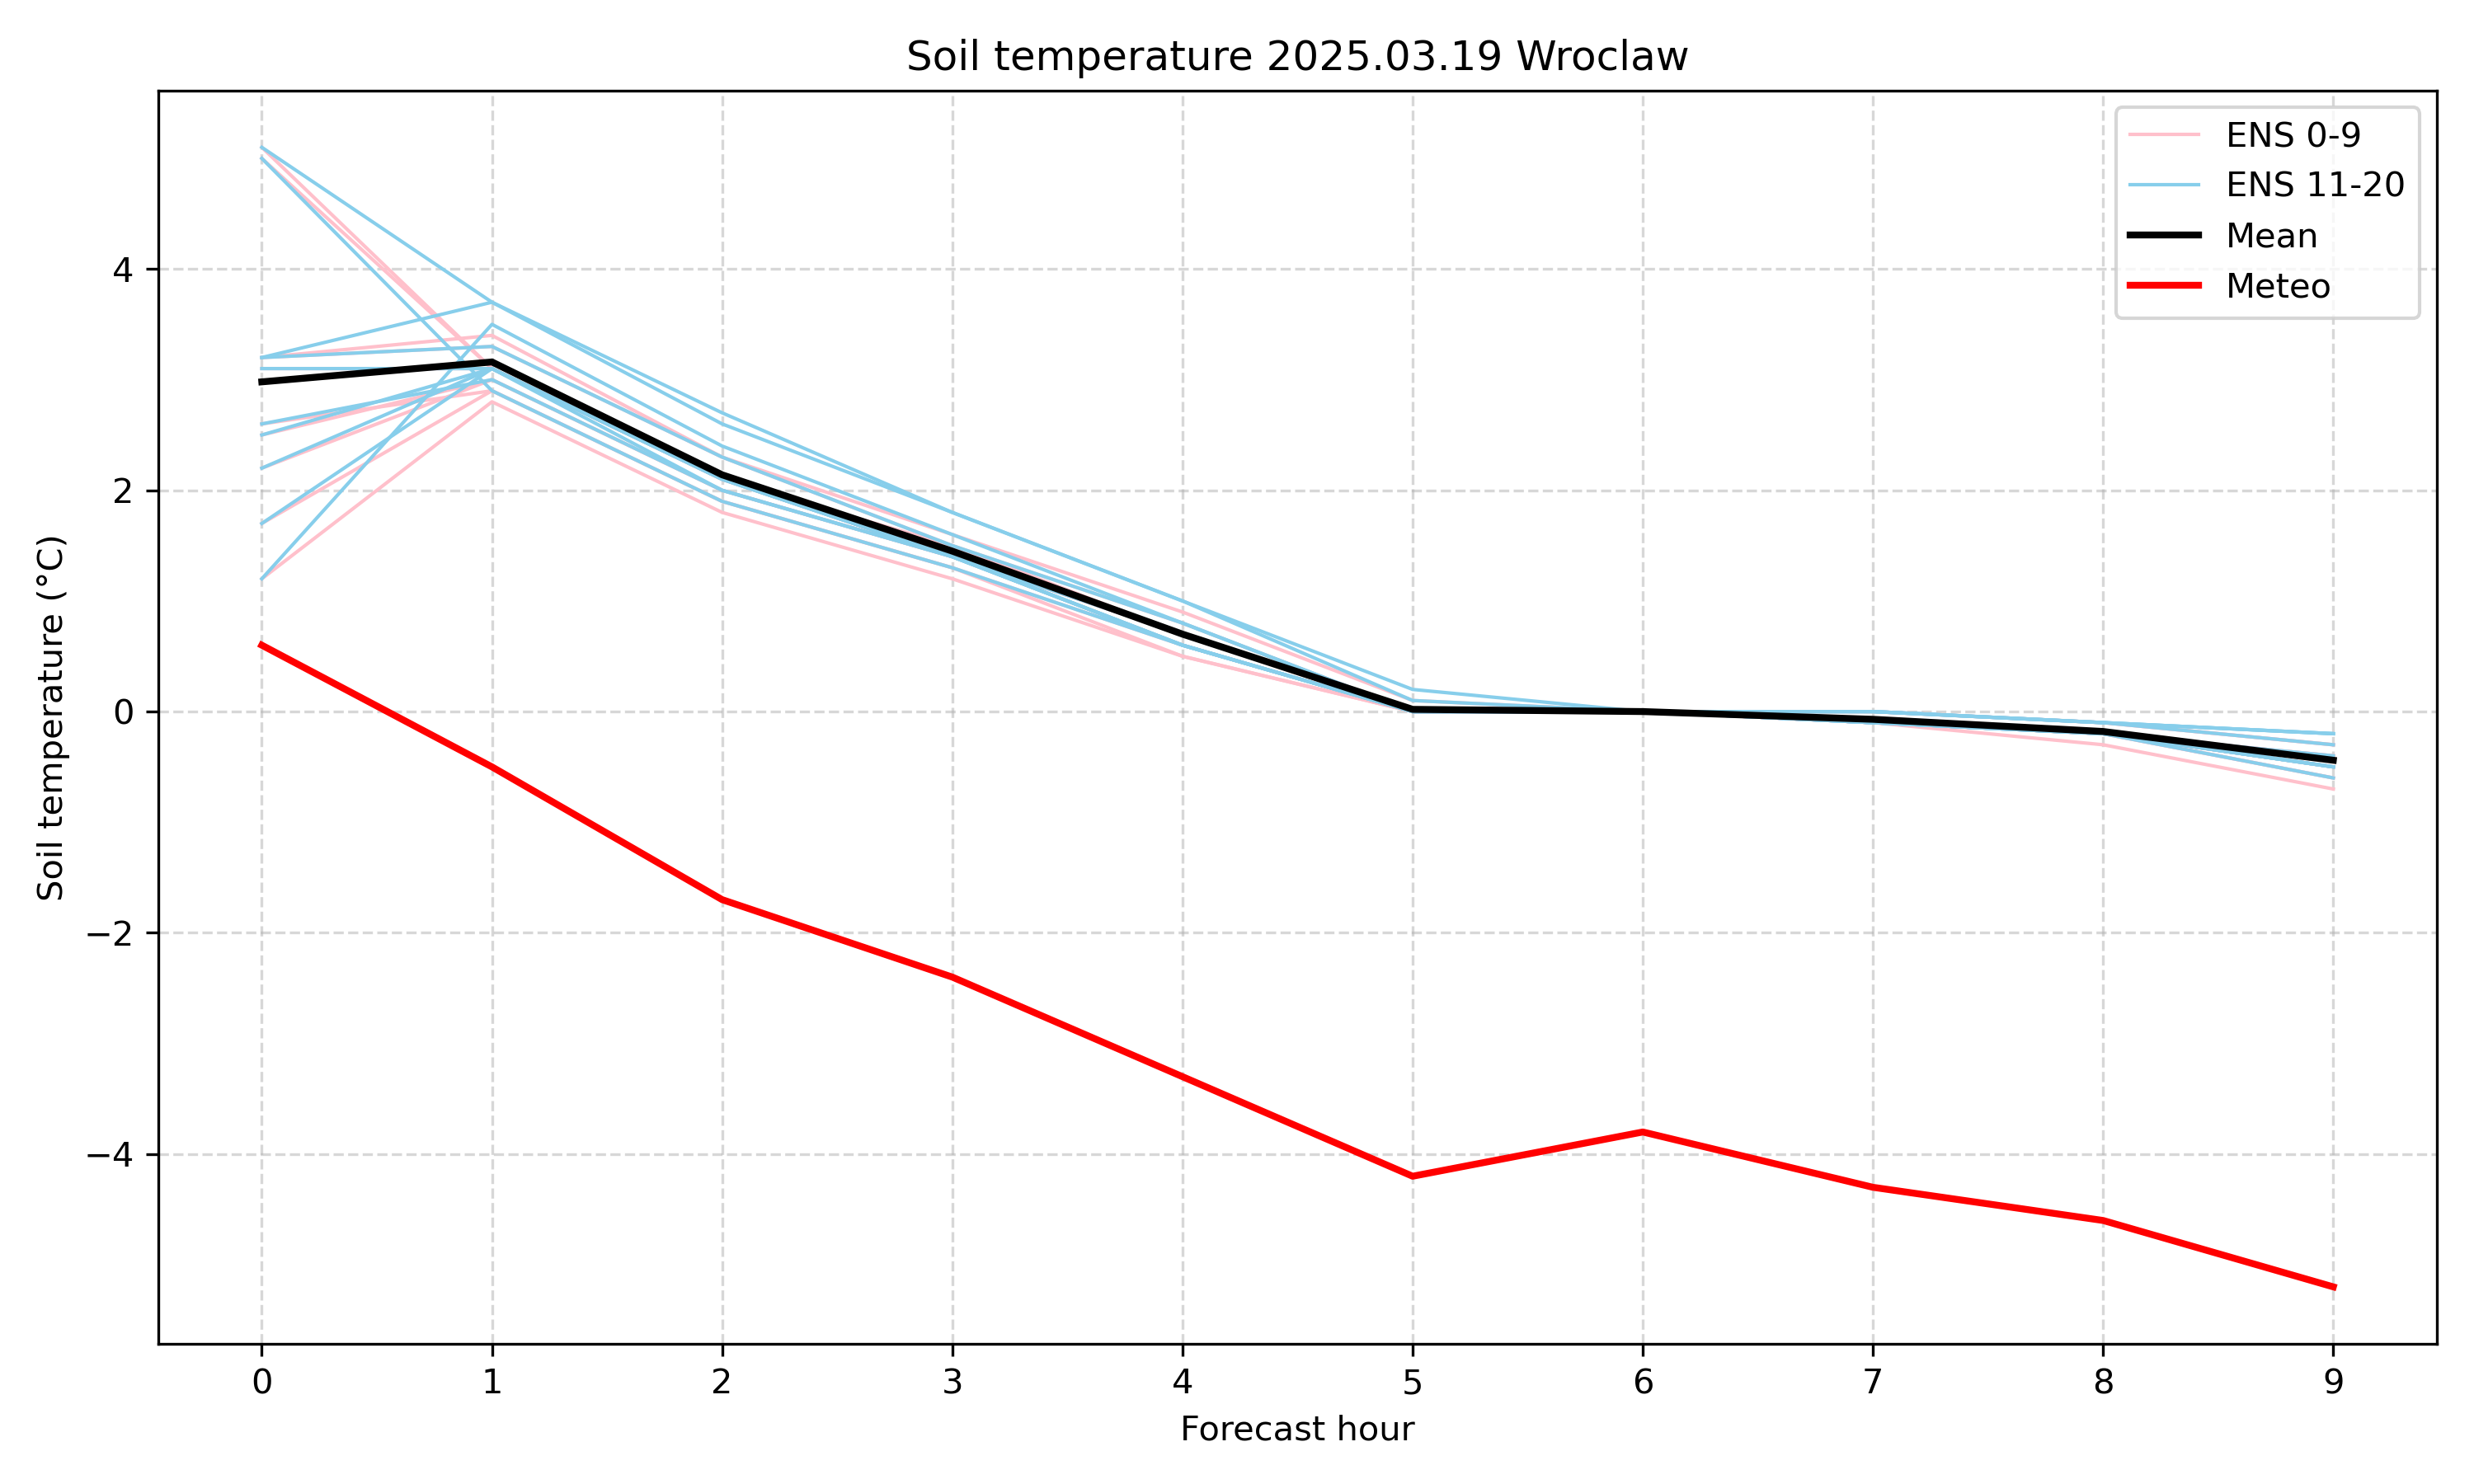 Soil temperature 2025.03.19 Wroclaw
ENS 0-9
ENS 11-20
Mean
Meteo
Soil temperature (°C)
4
2
0
−2
−4
0 1 2 3 4 5 6 7 8 9
Forecast hour